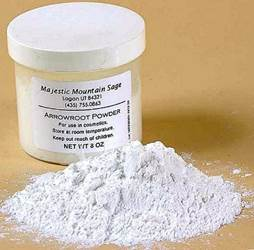 Majestic Mountain Sage
Logan UT 84321
(435) 755-0863
ARROWROOT POWDER
For use in cosmetics.
Store at room temperature.
Keep out reach of children.
NET WT 8 OZ